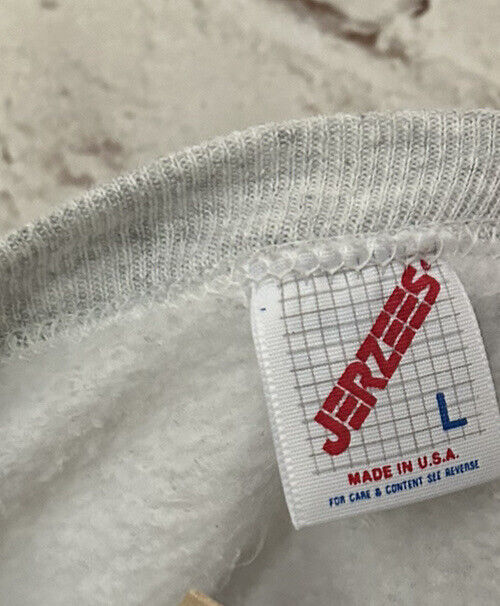 JERZEES
L
MADE IN U.S.A.
FOR CARE & CONTENT SEE REVERSE